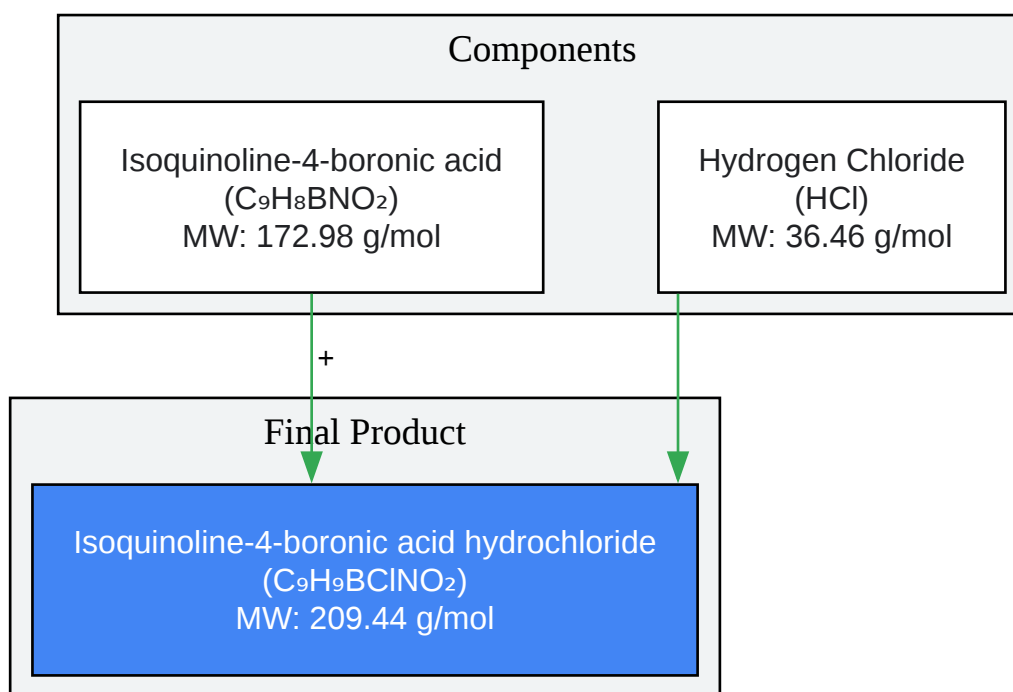 Components
Isoquinoline-4-boronic acid
(C₉H₈BNO₂)
MW: 172.98 g/mol
Hydrogen Chloride
(HCl)
MW: 36.46 g/mol
+
Final Product
Isoquinoline-4-boronic acid hydrochloride
(C₉H₉BClNO₂)
MW: 209.44 g/mol